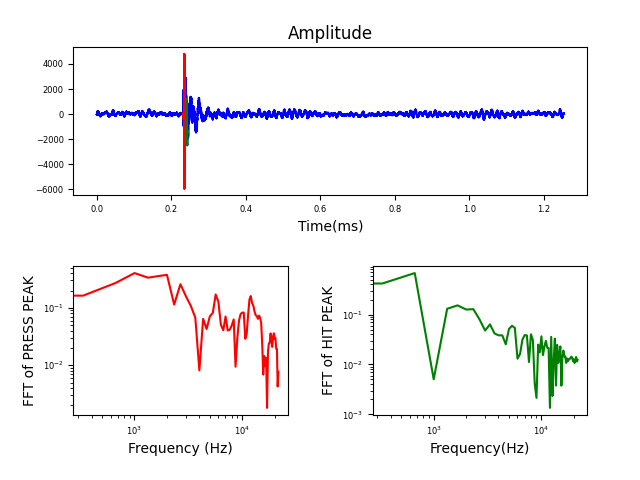 Amplitude
4000
2000
0
−2000
−4000
−6000
0.0 0.2 0.4 0.6 0.8 1.0 1.2
Time(ms)
FFT of PRESS PEAK
10⁻¹
10⁻²
10³ 10⁴
Frequency (Hz)
FFT of HIT PEAK
10⁻¹
10⁻²
10⁻³
10³ 10⁴
Frequency(Hz)